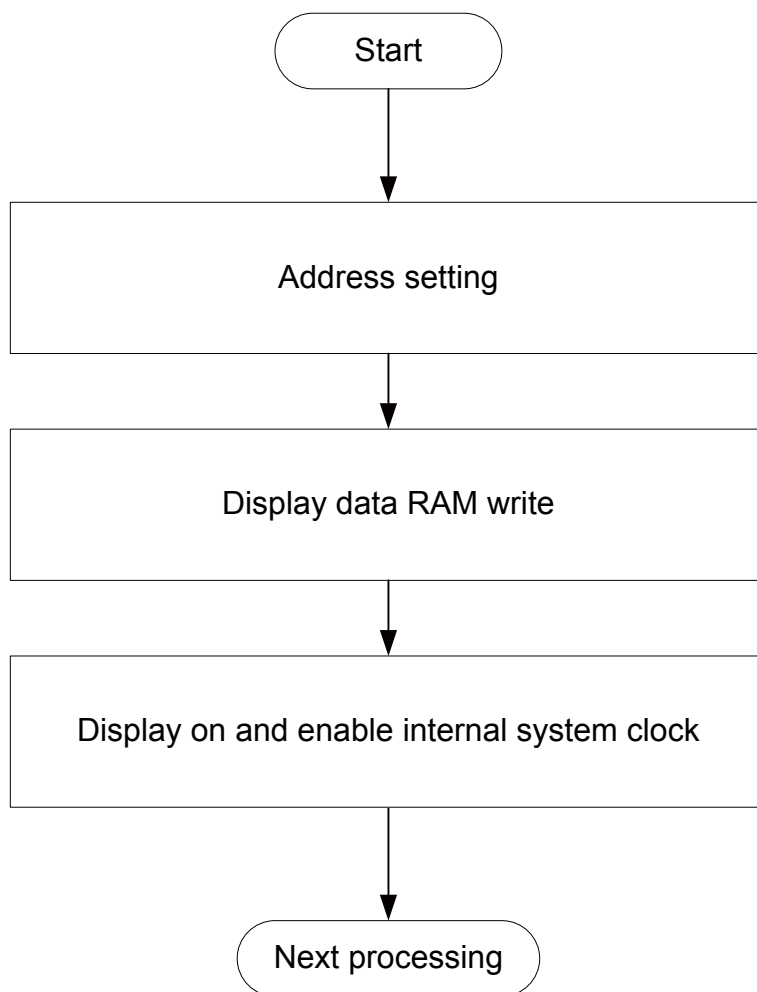 Start
Address setting
Display data RAM write
Display on and enable internal system clock
Next processing